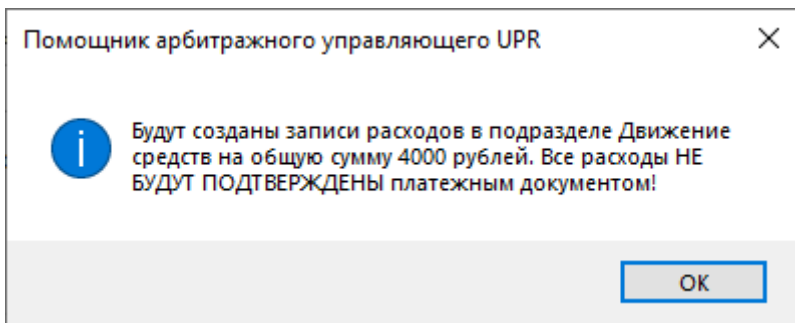 Помощник арбитражного управляющего UPR
Будут созданы записи расходов в подразделе Движение
средств на общую сумму 4000 рублей. Все расходы НЕ
БУДУТ ПОДТВЕРЖДЕНЫ платежным документом!
ОК